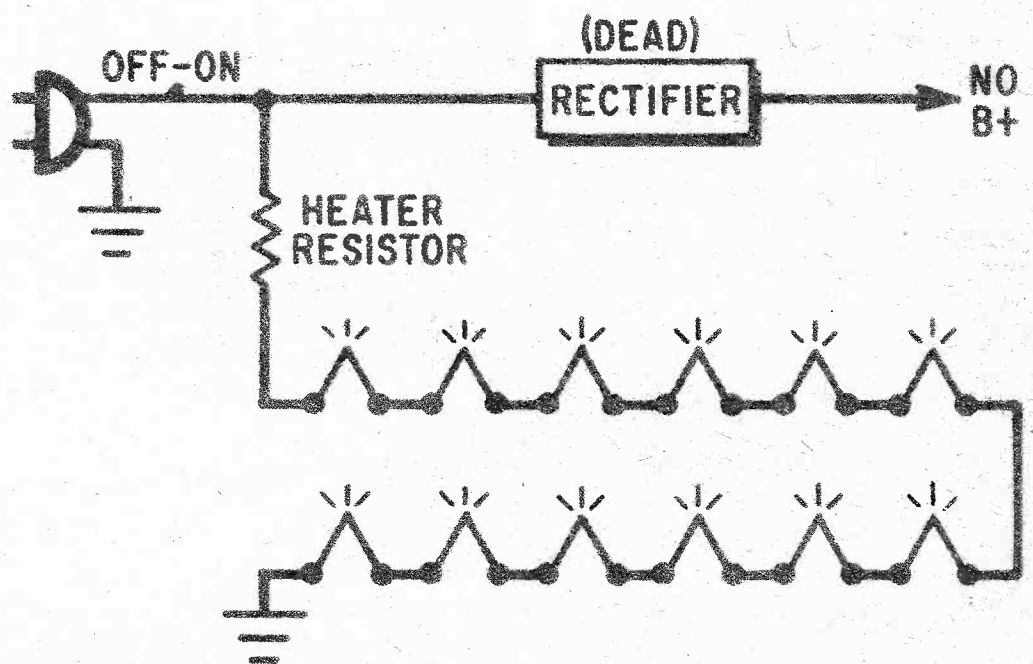 (DEAD)
OFF-ON
RECTIFIER
NO
B+
HEATER
RESISTOR